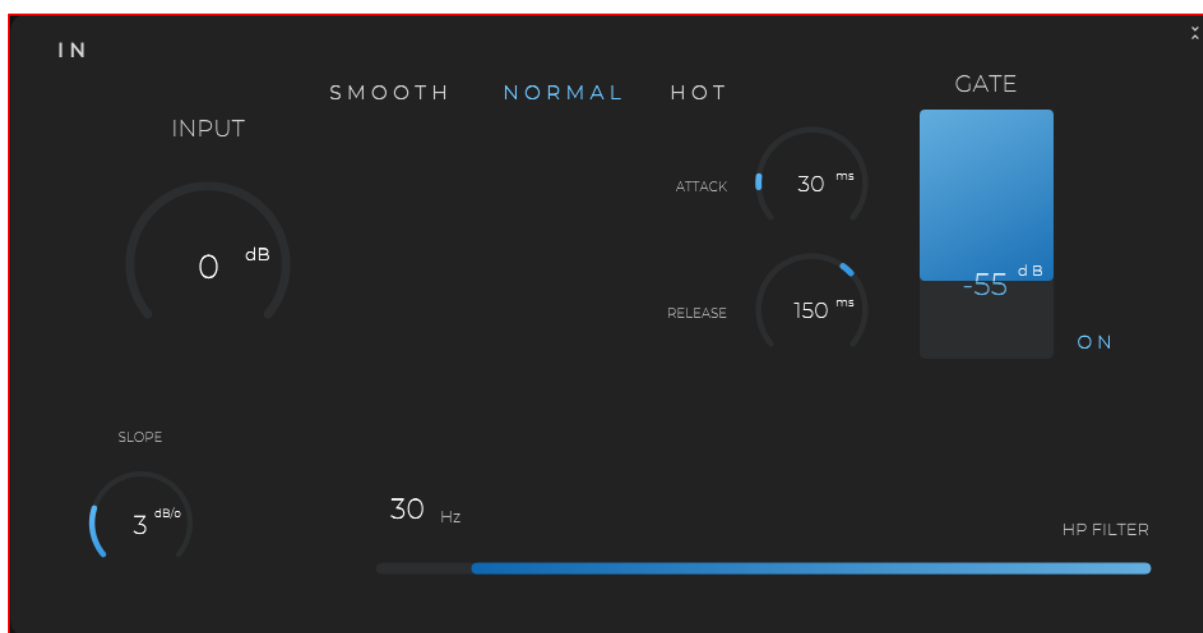 IN
SMOOTH NORMAL HOT
GATE
INPUT
ATTACK
30 ms
0 dB
-55 dB
RELEASE
150 ms
ON
SLOPE
3 dB/o
30 Hz
HP FILTER